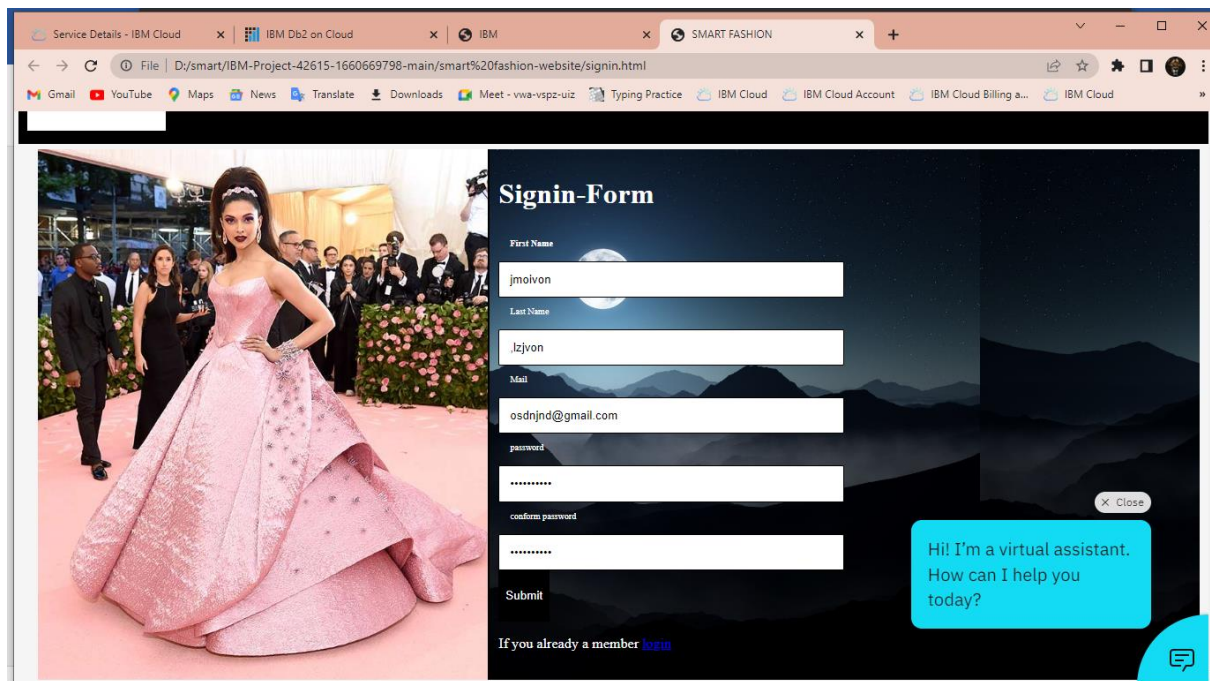 Service Details - IBM Cloud
IBM Db2 on Cloud
IBM
SMART FASHION
File | D:/smart/IBM-Project-42615-1660669798-main/smart%20fashion-website/signin.html
Gmail YouTube Maps News Translate Downloads Meet - vwa-vspz-uiz Typing Practice IBM Cloud IBM Cloud Account IBM Cloud Billing a... IBM Cloud »
Signin-Form
First Name
jmoivon
Last Name
,lzjvon
Mail
osdnjnd@gmail.com
password
••••••••••
conform password
••••••••••
Submit
If you already a member login
× Close
Hi! I'm a virtual assistant.
How can I help you
today?